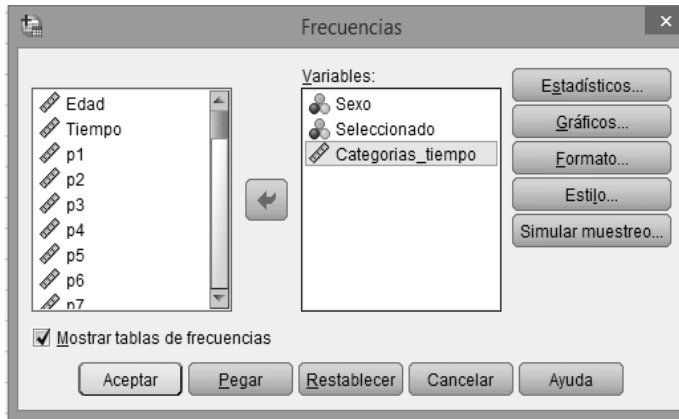 Frecuencias
Edad
Tiempo
p1
p2
p3
p4
p5
p6
p7
Variables:
Sexo
Seleccionado
Categorias_tiempo
Estadísticos...
Gráficos...
Formato...
Estilo...
Simular muestreo...
Mostrar tablas de frecuencias
Aceptar
Pegar
Restablecer
Cancelar
Ayuda